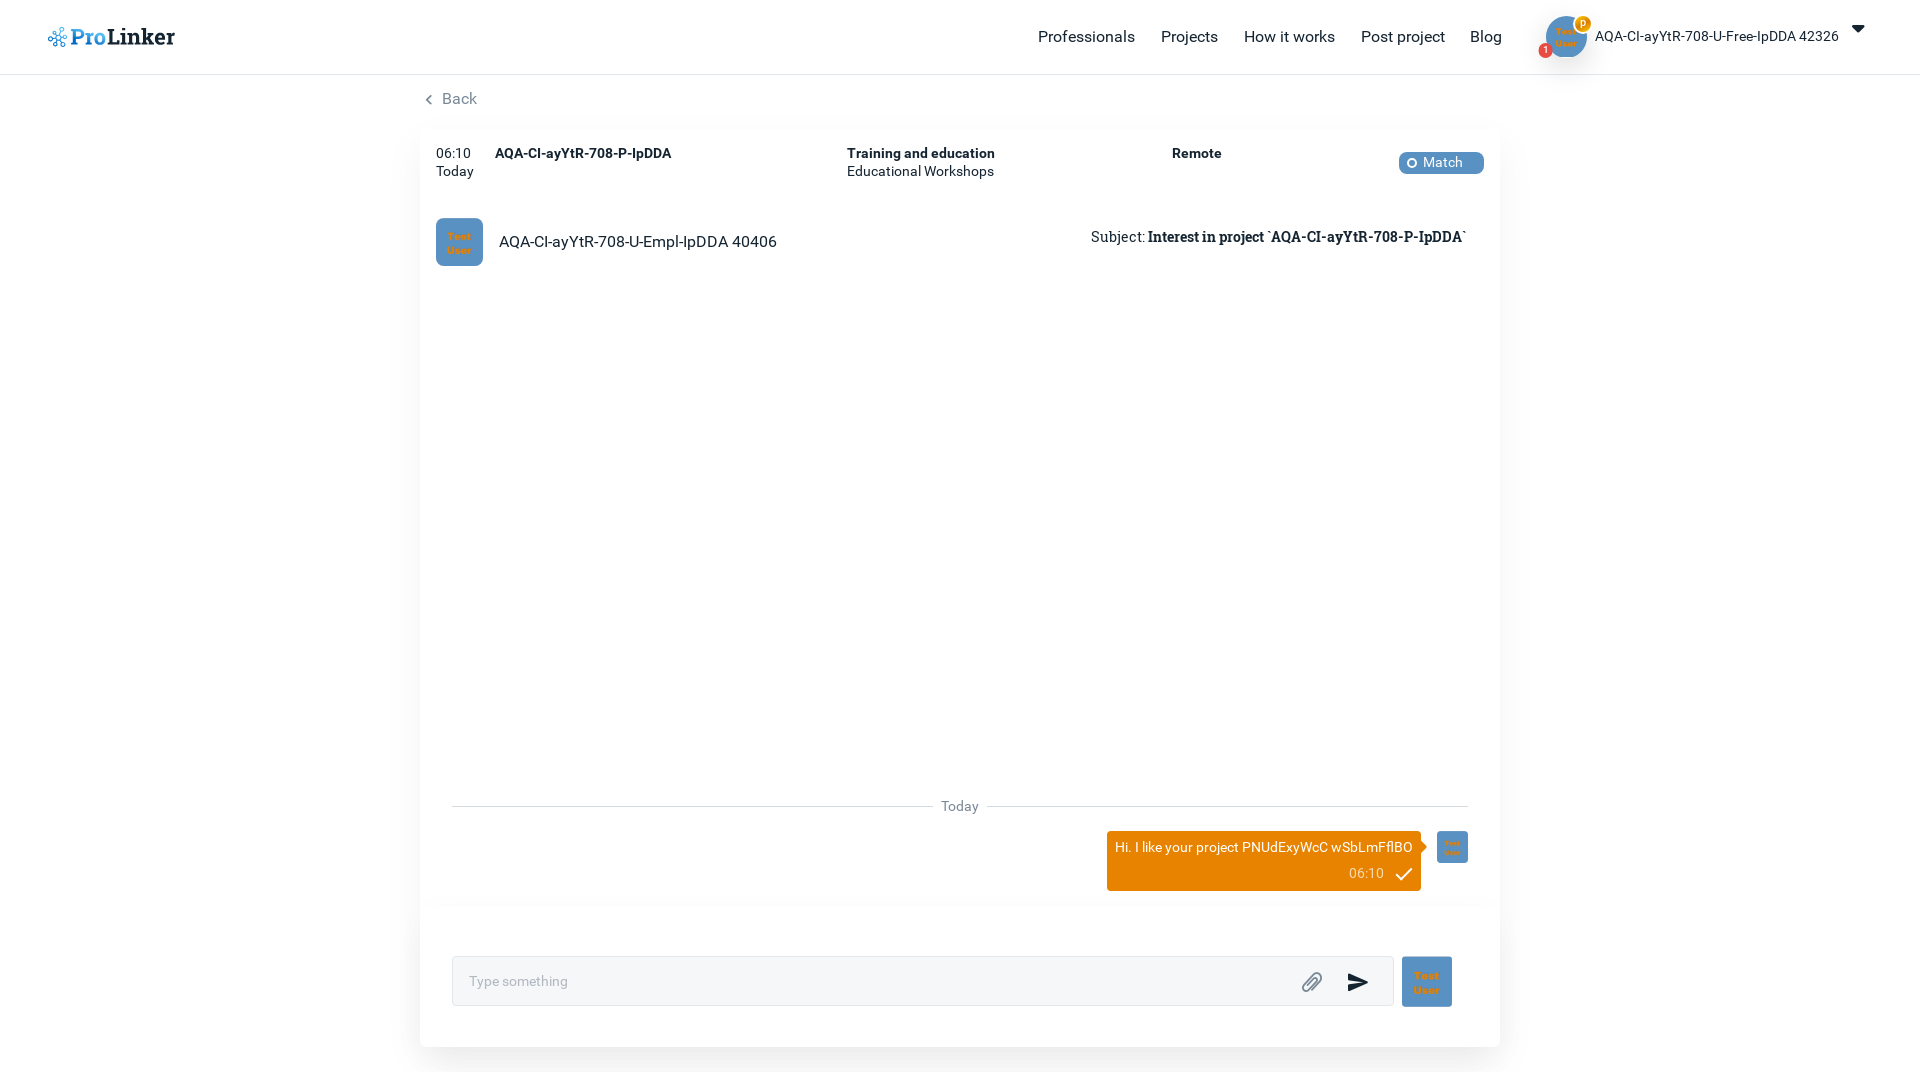 ProLinker
Professionals
Projects
How it works
Post project
Blog
Test
User
p
1
AQA-CI-ayYtR-708-U-Free-IpDDA 42326
Back
06:10
Today
AQA-CI-ayYtR-708-P-IpDDA
Training and education
Educational Workshops
Remote
Match
Test
User
AQA-CI-ayYtR-708-U-Empl-IpDDA 40406
Subject: Interest in project `AQA-CI-ayYtR-708-P-IpDDA`
Today
Hi. I like your project PNUdExyWcC wSbLmFflBO
06:10
Test
User
Type something
Test
User